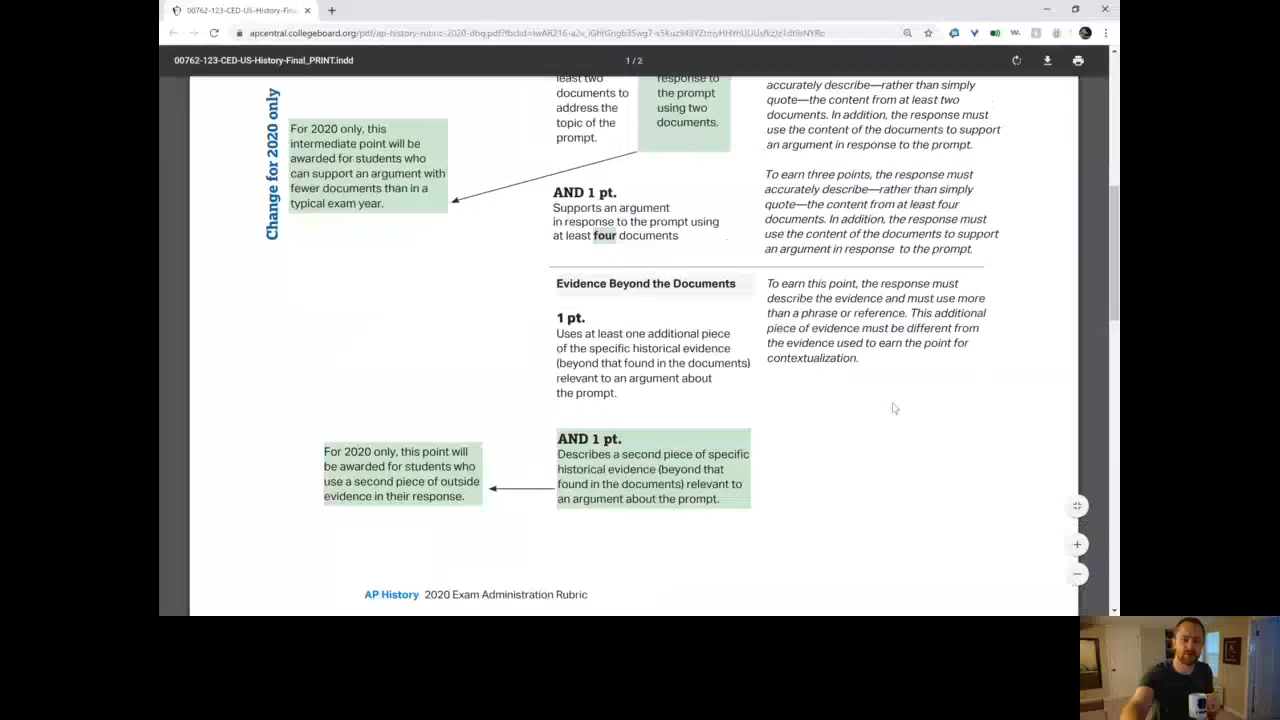 00762-123-CED-US-History-Fin
apcentral.collegeboard.org/pdf/ap-history-rubric-2020-dbq.pdf?fbclid=
00762-123-CED-US-History-Final_PRINT.indd
1 / 2
Change for 2020 only
For 2020 only, this
intermediate point will be
awarded for students who
can support an argument with
fewer documents than in a
typical exam year.
least two
documents to
address the
topic of the
prompt.
response to
the prompt
using two
documents.
accurately describe—rather than simply
quote—the content from at least two
documents. In addition, the response must
use the content of the documents to support
an argument in response to the prompt.
AND 1 pt.
Supports an argument
in response to the prompt using
at least four documents
To earn three points, the response must
accurately describe—rather than simply
quote—the content from at least four
documents. In addition, the response must
use the content of the documents to support
an argument in response to the prompt.
Evidence Beyond the Documents
1 pt.
Uses at least one additional piece
of the specific historical evidence
(beyond that found in the documents)
relevant to an argument about
the prompt.
To earn this point, the response must
describe the evidence and must use more
than a phrase or reference. This additional
piece of evidence must be different from
the evidence used to earn the point for
contextualization.
For 2020 only, this point will
be awarded for students who
use a second piece of outside
evidence in their response.
AND 1 pt.
Describes a second piece of specific
historical evidence (beyond that
found in the documents) relevant to
an argument about the prompt.
AP History 2020 Exam Administration Rubric